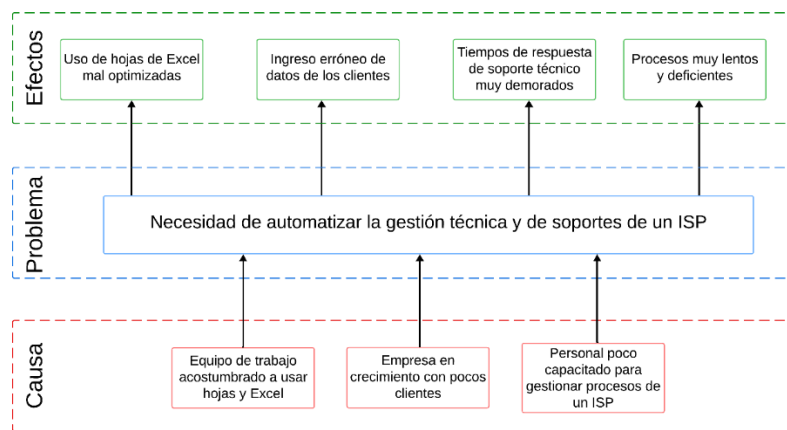 Efectos
Uso de hojas de Excel
mal optimizadas
Ingreso erróneo de
datos de los clientes
Tiempos de respuesta
de soporte técnico
muy demorados
Procesos muy lentos
y deficientes
Problema
Necesidad de automatizar la gestión técnica y de soportes de un ISP
Causa
Equipo de trabajo
acostumbrado a usar
hojas y Excel
Empresa en
crecimiento con pocos
clientes
Personal poco
capacitado para
gestionar procesos de
un ISP